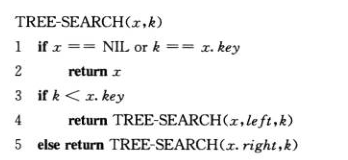 TREE-SEARCH(x,k)
1 if x == NIL or k == x.key
2 return x
3 if k < x.key
4 return TREE-SEARCH(x,left,k)
5 else return TREE-SEARCH(x.right,k)